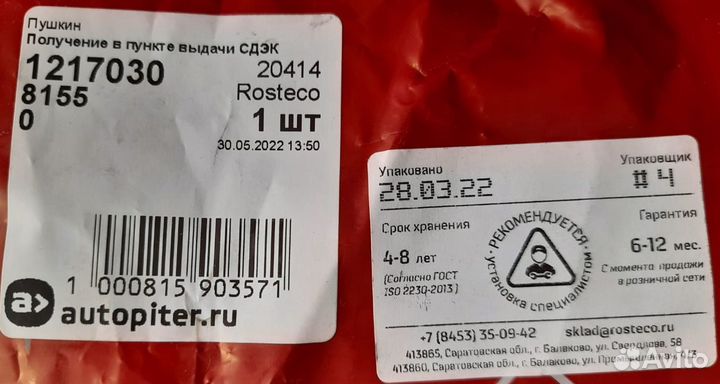 Пушкин
Получение в пункте выдачи СДЭК
1217030 20414
8155 Rosteco
0 1 шт
30.05.2022 13:50
1 000815 903571
a> autopiter.ru
Упаковано Упаковщик
28.03.22 #4
Срок хранения Гарантия
4-8 лет 6-12 мес.
(Согласно ГОСТ ISO 2230-2013)
С момента продажи в розничной сети
РЕКОМЕНДУЕТСЯ установка специалистом
+7 (8453) 35-09-42 sklad@rosteco.ru
413865, Саратовская обл., г. Балаково, ул. Свердлова, 58
413860, Саратовская обл., г. Балаково, ул. Промышленная,
Avito